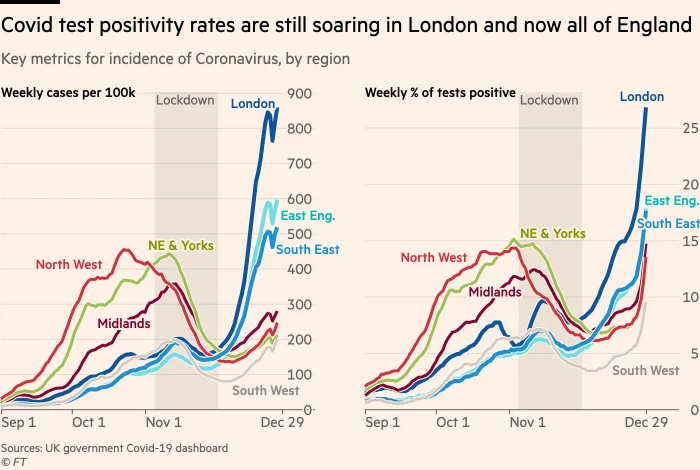 Covid test positivity rates are still soaring in London and now all of England
Key metrics for incidence of Coronavirus, by region
Weekly cases per 100k
Lockdown
London
900
800
700
600
500
400
300
200
100
0
East Eng.
South East
NE & Yorks
North West
Midlands
South West
Sep 1
Oct 1
Nov 1
Dec 29
Weekly % of tests positive
Lockdown
London
25
20
15
10
5
0
East Eng.
South East
NE & Yorks
North West
Midlands
South West
Sep 1
Oct 1
Nov 1
Dec 29
Sources: UK government Covid-19 dashboard
© FT